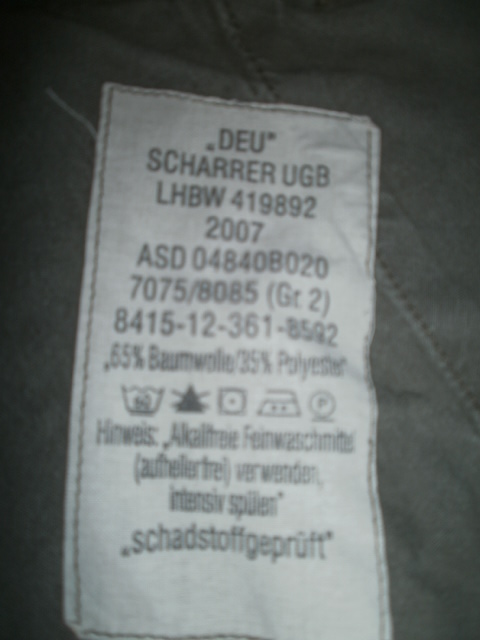 „DEU"
SCHARRER UGB
LHBW 419892
2007
ASD 04840B020
7075/8085 (Gr. 2)
8415-12-361-8592
„65% Baumwolle/35% Polyester
60 P
Hinweis: „Alkalifreie Feinwaschmittel
(aufhellerfrei) verwenden,
intensiv spülen"
„schadstoffgeprüft"